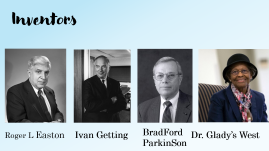 Inventors
Roger L Easton
Ivan Getting
BradFord
ParkinSon
Dr. Glady's West